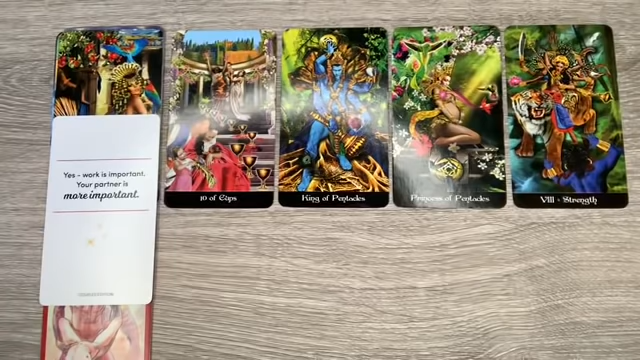 Yes - work is important.
Your partner is
more important.
10 of Cups
King of Pentacles
Princess of Pentacles
VIII • Strength